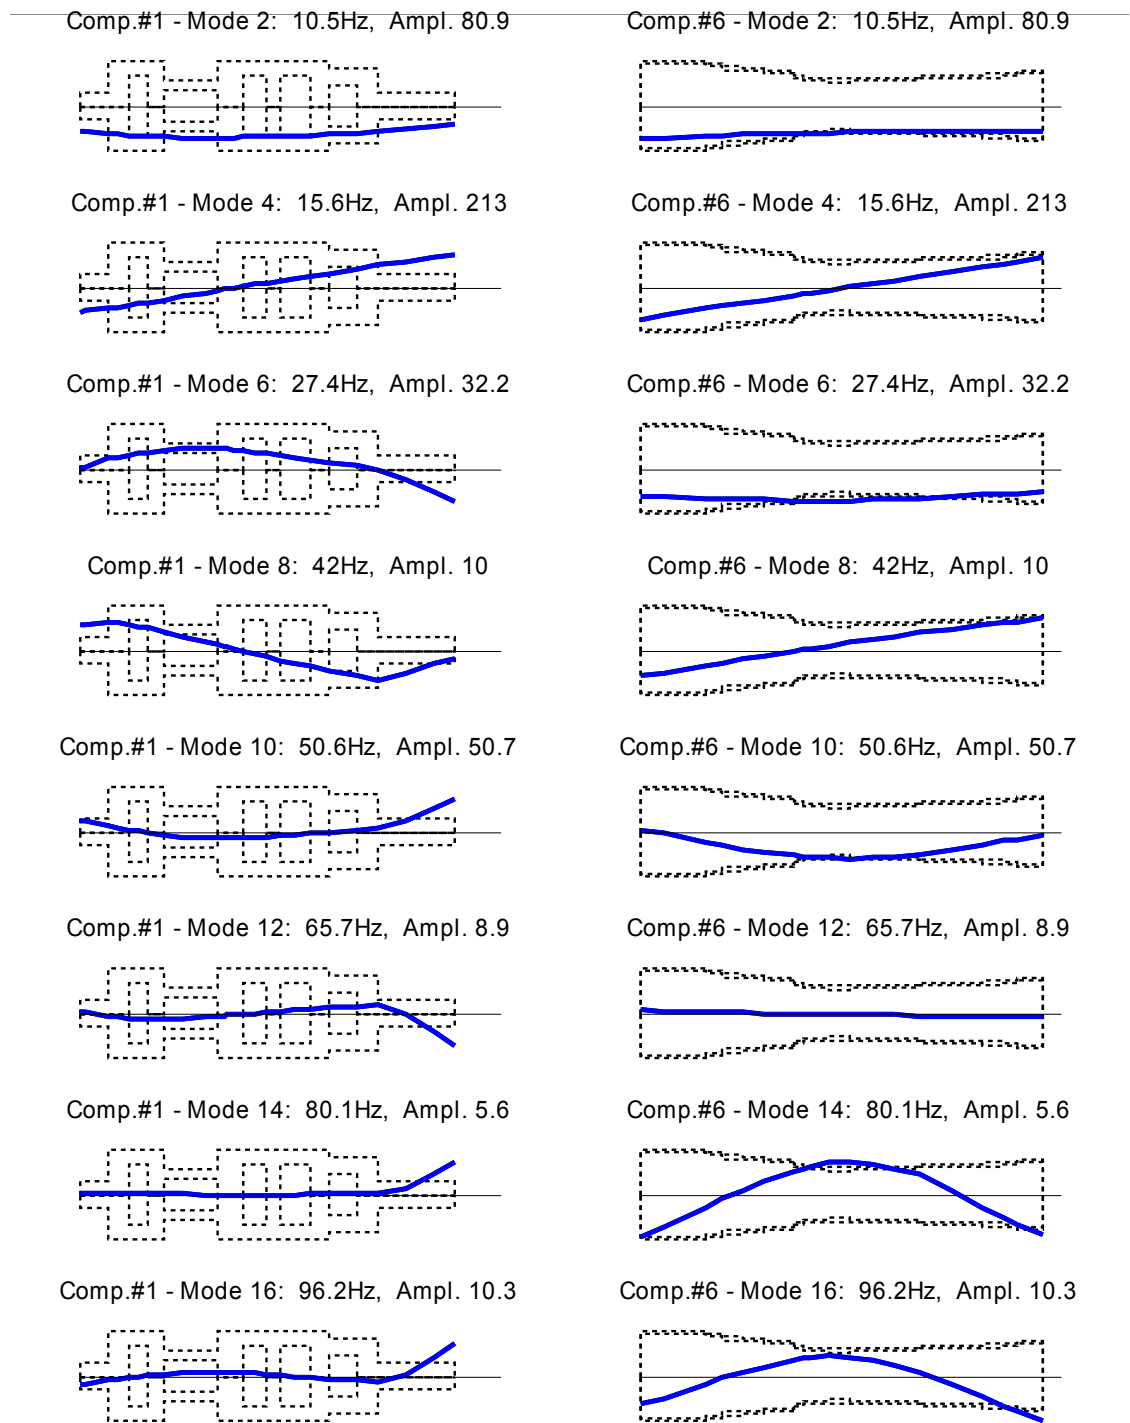 Comp.#1 - Mode 2:  10.5Hz,  Ampl. 80.9
Comp.#6 - Mode 2:  10.5Hz,  Ampl. 80.9
Comp.#1 - Mode 4:  15.6Hz,  Ampl. 213
Comp.#6 - Mode 4:  15.6Hz,  Ampl. 213
Comp.#1 - Mode 6:  27.4Hz,  Ampl. 32.2
Comp.#6 - Mode 6:  27.4Hz,  Ampl. 32.2
Comp.#1 - Mode 8:  42Hz,  Ampl. 10
Comp.#6 - Mode 8:  42Hz,  Ampl. 10
Comp.#1 - Mode 10:  50.6Hz,  Ampl. 50.7
Comp.#6 - Mode 10:  50.6Hz,  Ampl. 50.7
Comp.#1 - Mode 12:  65.7Hz,  Ampl. 8.9
Comp.#6 - Mode 12:  65.7Hz,  Ampl. 8.9
Comp.#1 - Mode 14:  80.1Hz,  Ampl. 5.6
Comp.#6 - Mode 14:  80.1Hz,  Ampl. 5.6
Comp.#1 - Mode 16:  96.2Hz,  Ampl. 10.3
Comp.#6 - Mode 16:  96.2Hz,  Ampl. 10.3